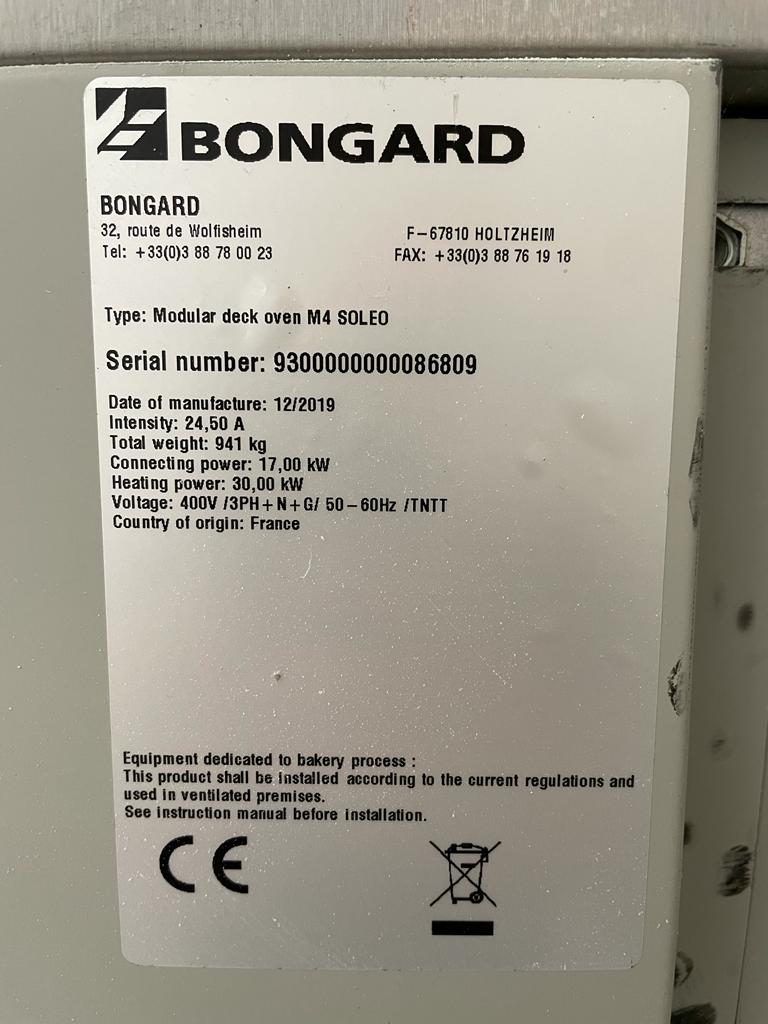 BONGARD
BONGARD
32, route de Wolfisheim
F-67810 HOLTZHEIM
Tel: +33(0)3 88 78 00 23
FAX: +33(0)3 88 76 19 18
Type: Modular deck oven M4 SOLEO
Serial number: 9300000000086809
Date of manufacture: 12/2019
Intensity: 24,50 A
Total weight: 941 kg
Connecting power: 17,00 kW
Heating power: 30,00 kW
Voltage: 400V /3PH+N+G/ 50-60Hz /TNTT
Country of origin: France
Equipment dedicated to bakery process :
This product shall be installed according to the current regulations and
used in ventilated premises.
See instruction manual before installation.
CE